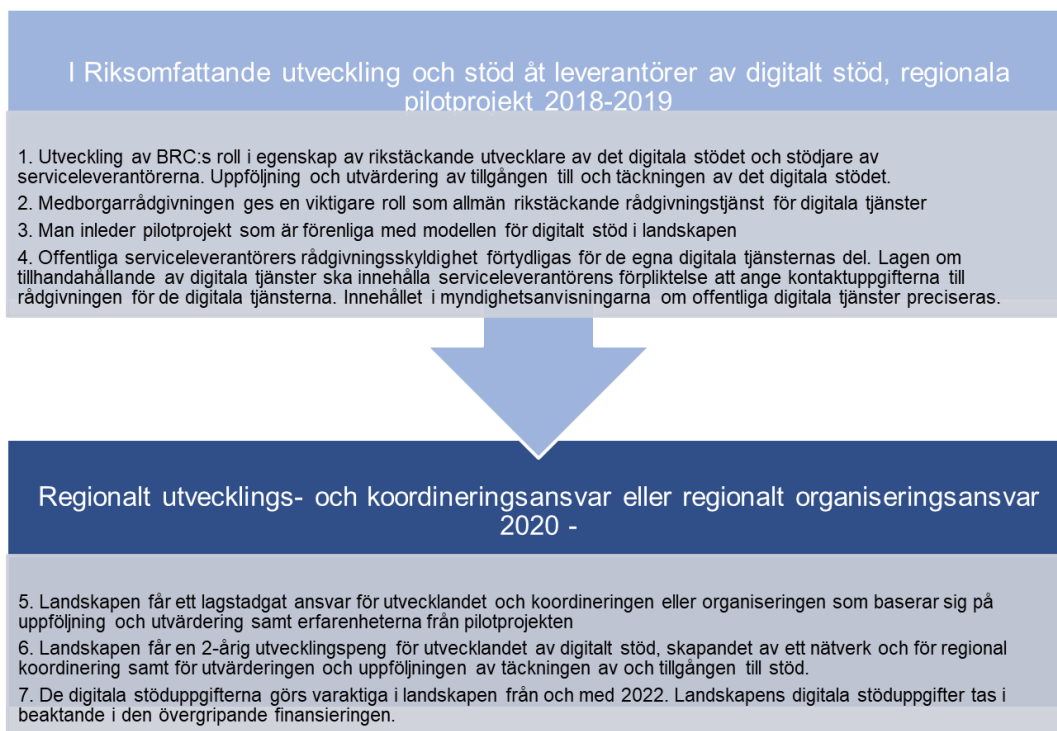 I Riksomfattande utveckling och stöd åt leverantörer av digitalt stöd, regionala
pilotprojekt 2018-2019
1. Utveckling av BRC:s roll i egenskap av rikstäckande utvecklare av det digitala stödet och stödjare av
serviceleverantörerna. Uppföljning och utvärdering av tillgången till och täckningen av det digitala stödet.
2. Medborgarrådgivningen ges en viktigare roll som allmän rikstäckande rådgivningstjänst för digitala tjänster
3. Man inleder pilotprojekt som är förenliga med modellen för digitalt stöd i landskapen
4. Offentliga serviceleverantörers rådgivningsskyldighet förtydligas för de egna digitala tjänsternas del. Lagen om
tillhandahållande av digitala tjänster ska innehålla serviceleverantörens förpliktelse att ange kontaktuppgifterna till
rådgivningen för de digitala tjänsterna. Innehållet i myndighetsanvisningarna om offentliga digitala tjänster preciseras.
Regionalt utvecklings- och koordineringsansvar eller regionalt organiseringsansvar
2020 -
5. Landskapen får ett lagstadgat ansvar för utvecklandet och koordineringen eller organiseringen som baserar sig på
uppföljning och utvärdering samt erfarenheterna från pilotprojekten
6. Landskapen får en 2-årig utvecklingspeng för utvecklandet av digitalt stöd, skapandet av ett nätverk och för regional
koordinering samt för utvärderingen och uppföljningen av täckningen av och tillgången till stöd.
7. De digitala stöduppgifterna görs varaktiga i landskapen från och med 2022. Landskapens digitala stöduppgifter tas i
beaktande i den övergripande finansieringen.